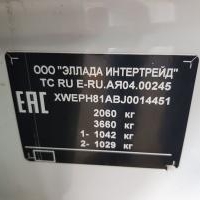 ООО "ЭЛЛАДА ИНТЕРТРЕЙД"
ТС RU E-RU.АЯ04.00245
EAC
XWEPH81ABJ0014451
2060 кг
3660 кг
1- 1042 кг
2- 1029 кг